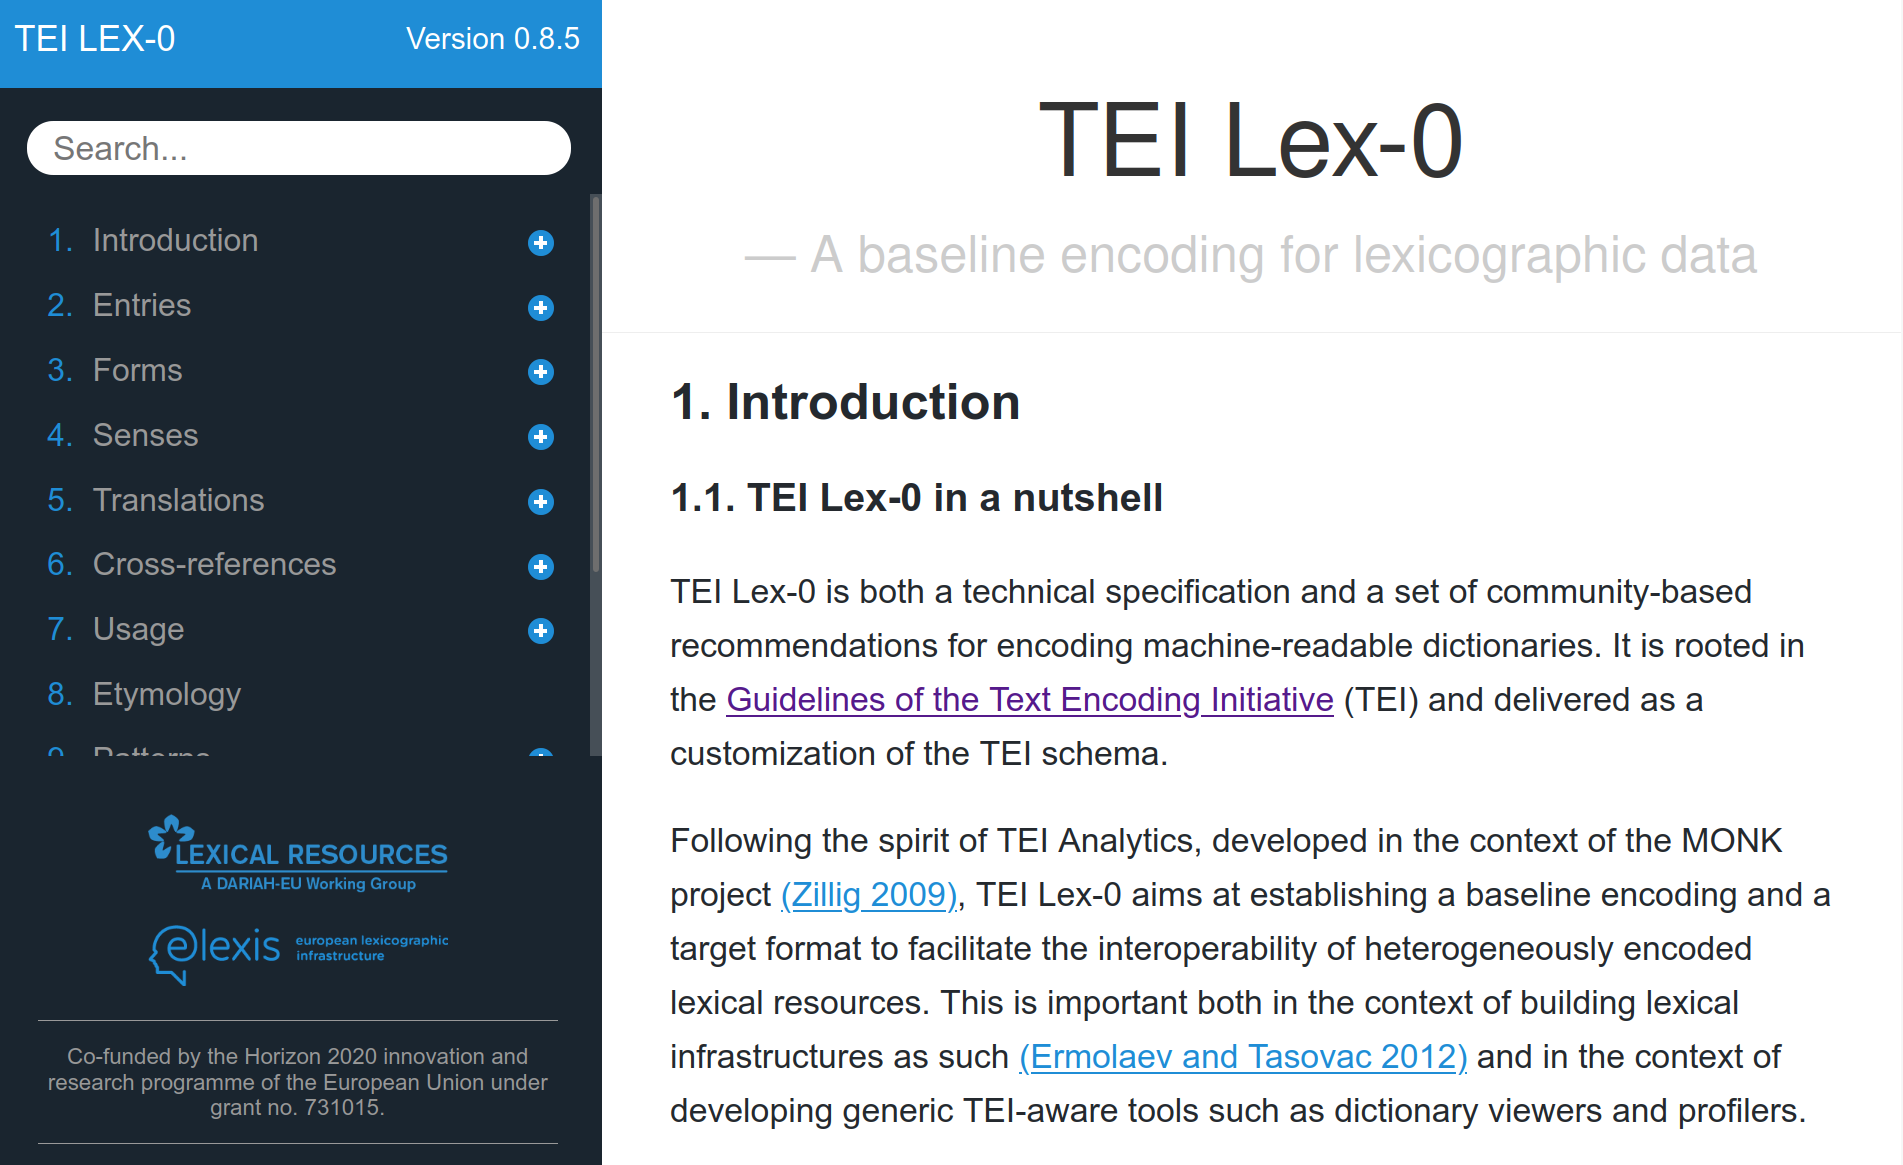 TEI LEX-0
Version 0.8.5
Search...
1. Introduction
2. Entries
3. Forms
4. Senses
5. Translations
6. Cross-references
7. Usage
8. Etymology
9. Patterns
LEXICAL RESOURCES
A DARIAH-EU Working Group
elexis european lexicographic
infrastructure
Co-funded by the Horizon 2020 innovation and
research programme of the European Union under
grant no. 731015.
TEI Lex-0
— A baseline encoding for lexicographic data
1. Introduction
1.1. TEI Lex-0 in a nutshell
TEI Lex-0 is both a technical specification and a set of community-based
recommendations for encoding machine-readable dictionaries. It is rooted in
the Guidelines of the Text Encoding Initiative (TEI) and delivered as a
customization of the TEI schema.
Following the spirit of TEI Analytics, developed in the context of the MONK
project (Zillig 2009), TEI Lex-0 aims at establishing a baseline encoding and a
target format to facilitate the interoperability of heterogeneously encoded
lexical resources. This is important both in the context of building lexical
infrastructures as such (Ermolaev and Tasovac 2012) and in the context of
developing generic TEI-aware tools such as dictionary viewers and profilers.